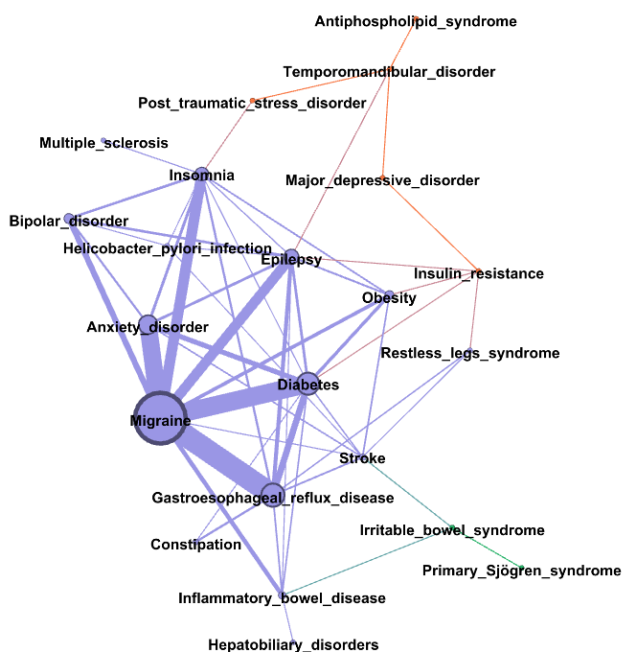 Antiphospholipid_syndrome
Temporomandibular_disorder
Post_traumatic_stress_disorder
Multiple_sclerosis
Insomnia
Major_depressive_disorder
Bipolar_disorder
Helicobacter_pylori_infection
Epilepsy
Insulin_resistance
Obesity
Anxiety_disorder
Restless_legs_syndrome
Diabetes
Migraine
Stroke
Gastroesophageal_reflux_disease
Irritable_bowel_syndrome
Constipation
Primary_Sjögren_syndrome
Inflammatory_bowel_disease
Hepatobiliary_disorders